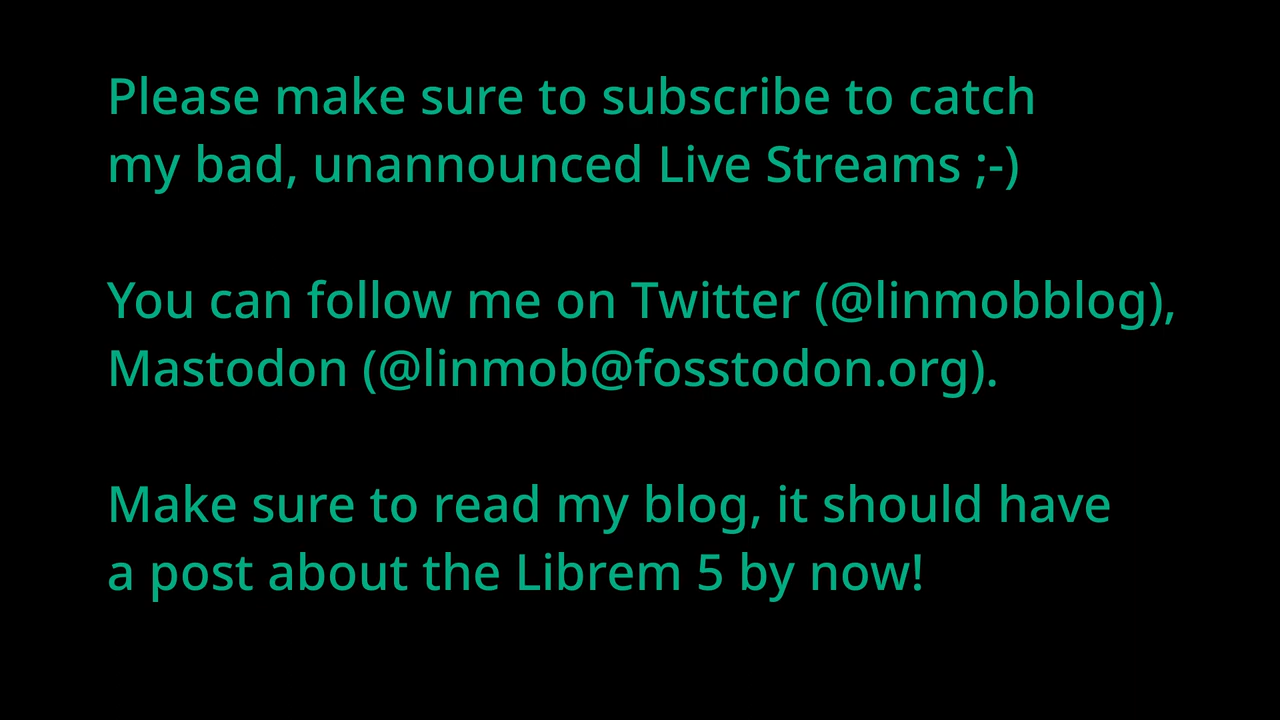 Please make sure to subscribe to catch
my bad, unannounced Live Streams ;-)
You can follow me on Twitter (@linmobblog),
Mastodon (@linmob@fosstodon.org).
Make sure to read my blog, it should have
a post about the Librem 5 by now!